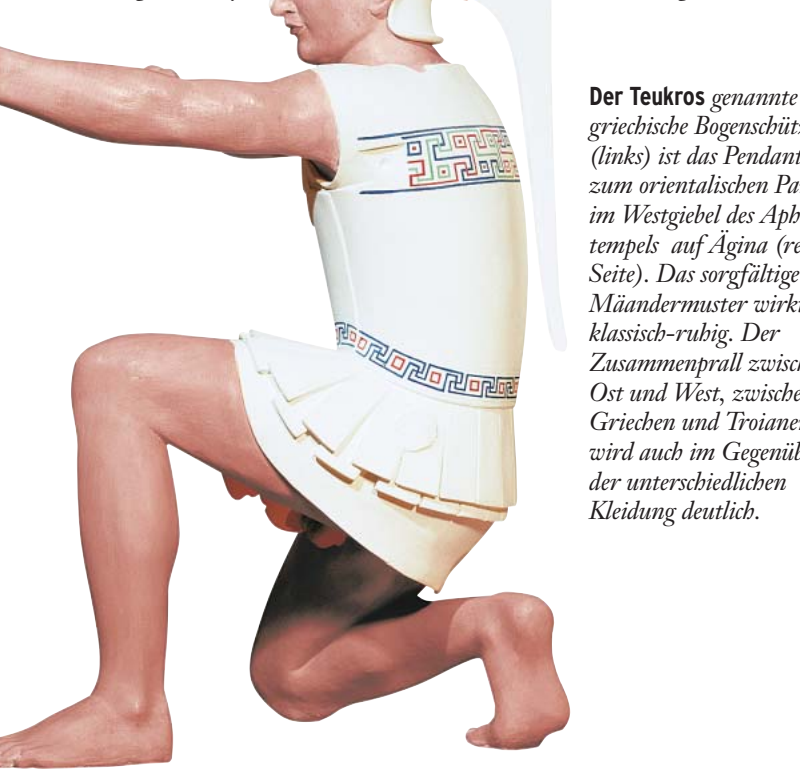 Der Teukros genannte
griechische Bogenschütz
(links) ist das Pendant
zum orientalischen Pa
im Westgiebel des Aph
tempels auf Ägina (re
Seite). Das sorgfältige
Mäandermuster wirk
klassisch-ruhig. Der
Zusammenprall zwisch
Ost und West, zwische
Griechen und Troianer
wird auch im Gegenüb
der unterschiedlichen
Kleidung deutlich.